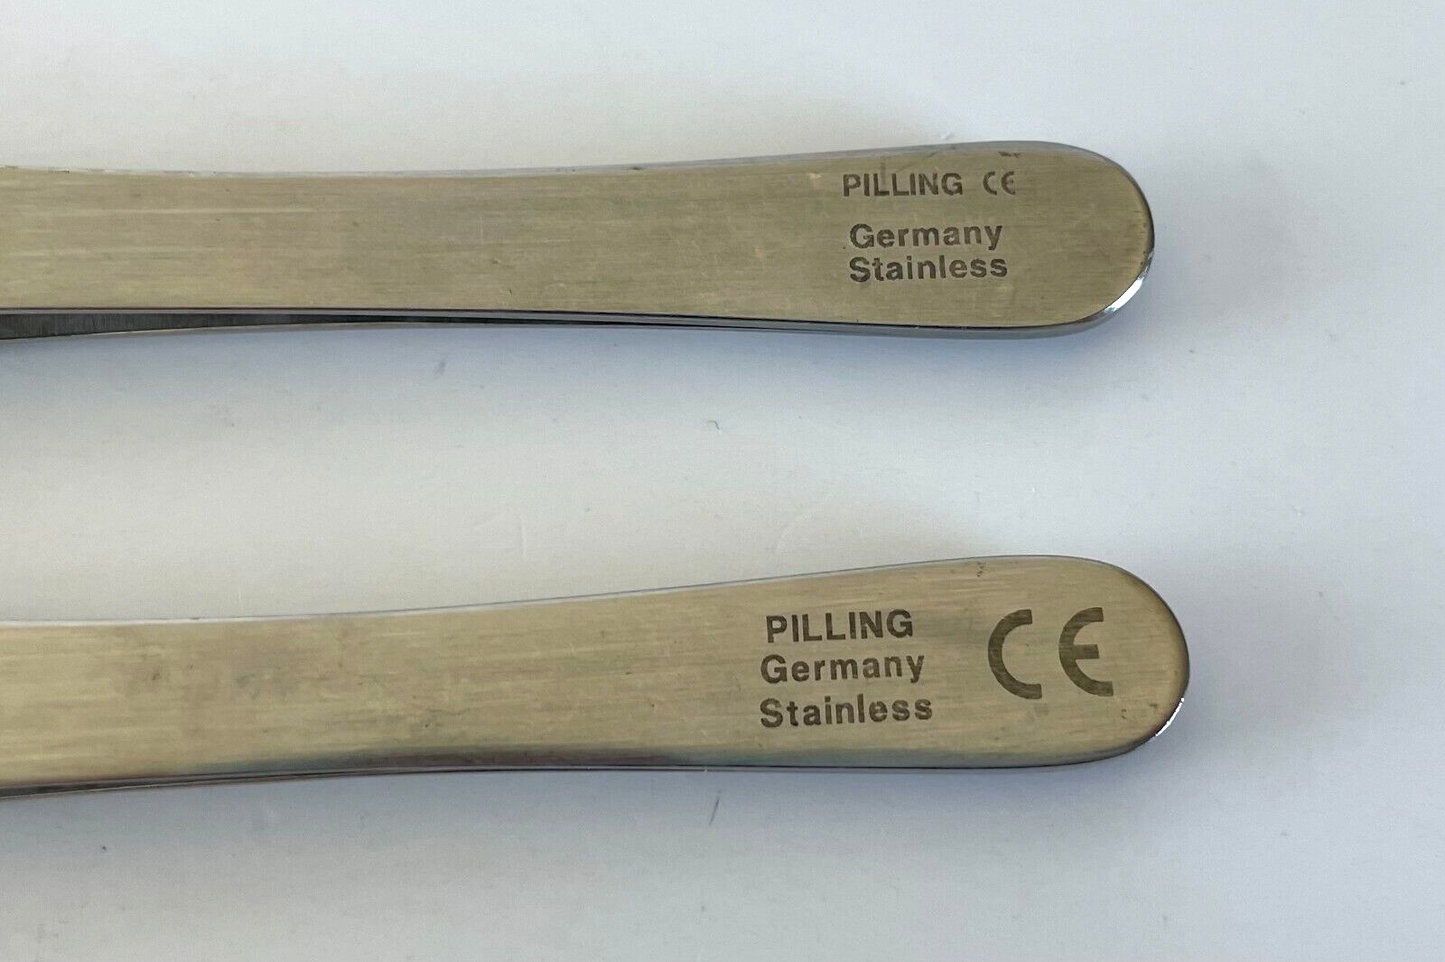 PILLING CE
Germany
Stainless
PILLING
Germany
Stainless
CE